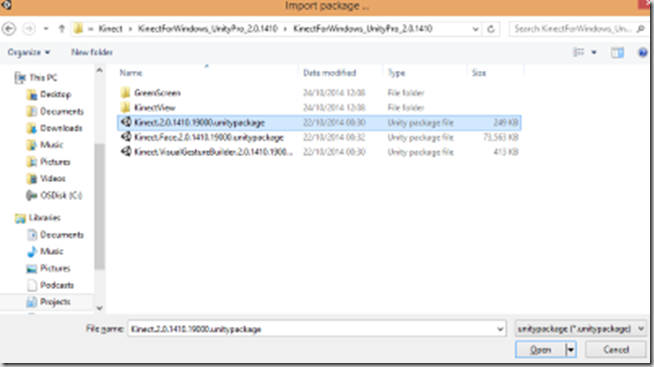 Import package ...
« Kinect ▸ KinectForWindows_UnityPro_2.0.1410 ▸ KinectForWindows_UnityPro_2.0.1410
Search KinectForWindows_Un...
Organize New folder
Name Date modified Type Size
This PC
Desktop
Documents
Downloads
Music
Pictures
Videos
OSDisk (C:)
Libraries
Documents
Music
Pictures
Podcasts
Projects
GreenScreen 24/10/2014 12:08 File folder
KinectView 24/10/2014 12:08 File folder
Kinect.2.0.1410.19000.unitypackage 22/10/2014 00:30 Unity package file 249 KB
Kinect.Face.2.0.1410.19000.unitypackage 22/10/2014 00:32 Unity package file 73,563 KB
Kinect.VisualGestureBuilder.2.0.1410.1900... 22/10/2014 00:30 Unity package file 413 KB
File name: Kinect.2.0.1410.19000.unitypackage unitypackage (*.unitypackage)
Open Cancel